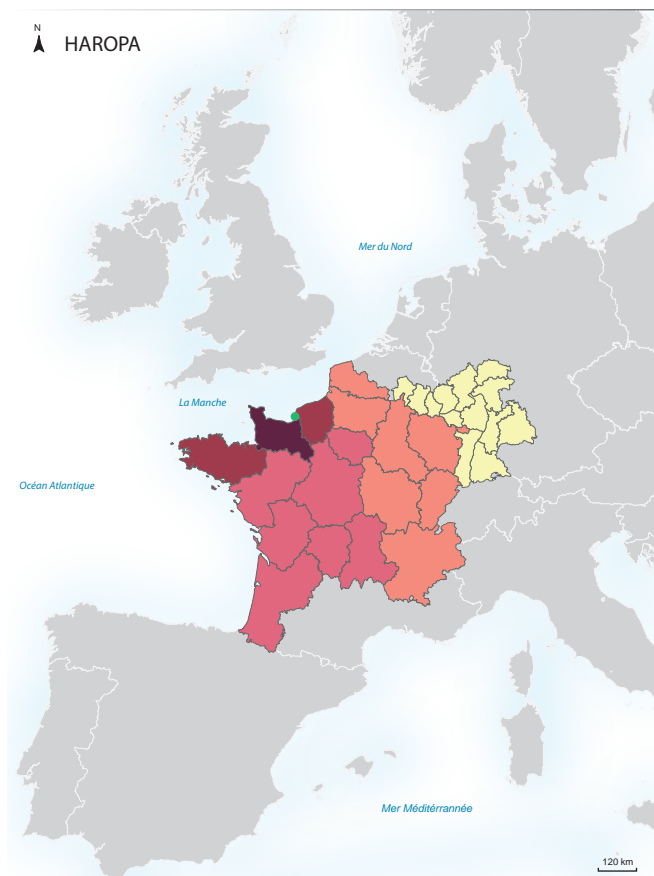 N
HAROPA
Mer du Nord
La Manche
Océan Atlantique
Mer Méditérrannée
120 km